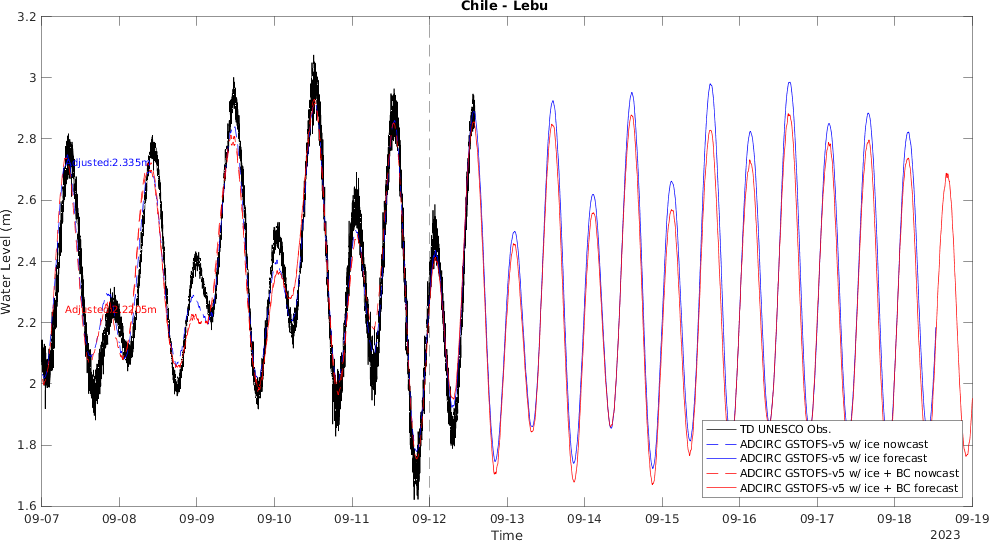 Chile - Lebu
Water Level (m)
3.2
3
2.8
2.6
2.4
2.2
2
1.8
1.6
Adjusted:2.335m
Adjusted:2.2205m
TD UNESCO Obs.
ADCIRC GSTOFS-v5 w/ ice nowcast
ADCIRC GSTOFS-v5 w/ ice forecast
ADCIRC GSTOFS-v5 w/ ice + BC nowcast
ADCIRC GSTOFS-v5 w/ ice + BC forecast
09-07 09-08 09-09 09-10 09-11 09-12 09-13 09-14 09-15 09-16 09-17 09-18 09-19
Time
2023